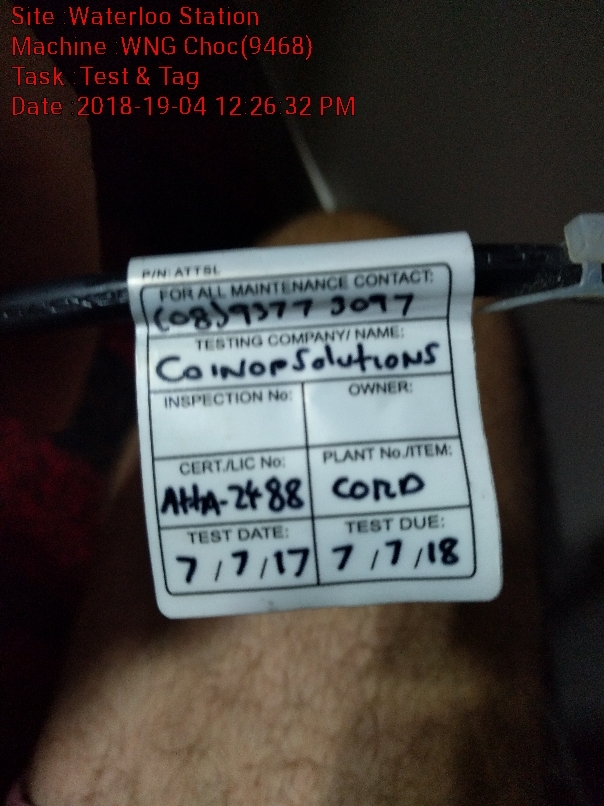 Site :Waterloo Station
Machine :WNG Choc(9468)
Task : Test & Tag
Date :2018-19-04 12:26:32 PM
P/N: ATTSL
FOR ALL MAINTENANCE CONTACT:
(08)9377 3097
TESTING COMPANY/ NAME:
COINOPSOLUTIONS
INSPECTION No: OWNER:
CERT./LIC No: PLANT No./ITEM:
AHA-2488 CORD
TEST DATE: TEST DUE:
7/7/17 7/7/18